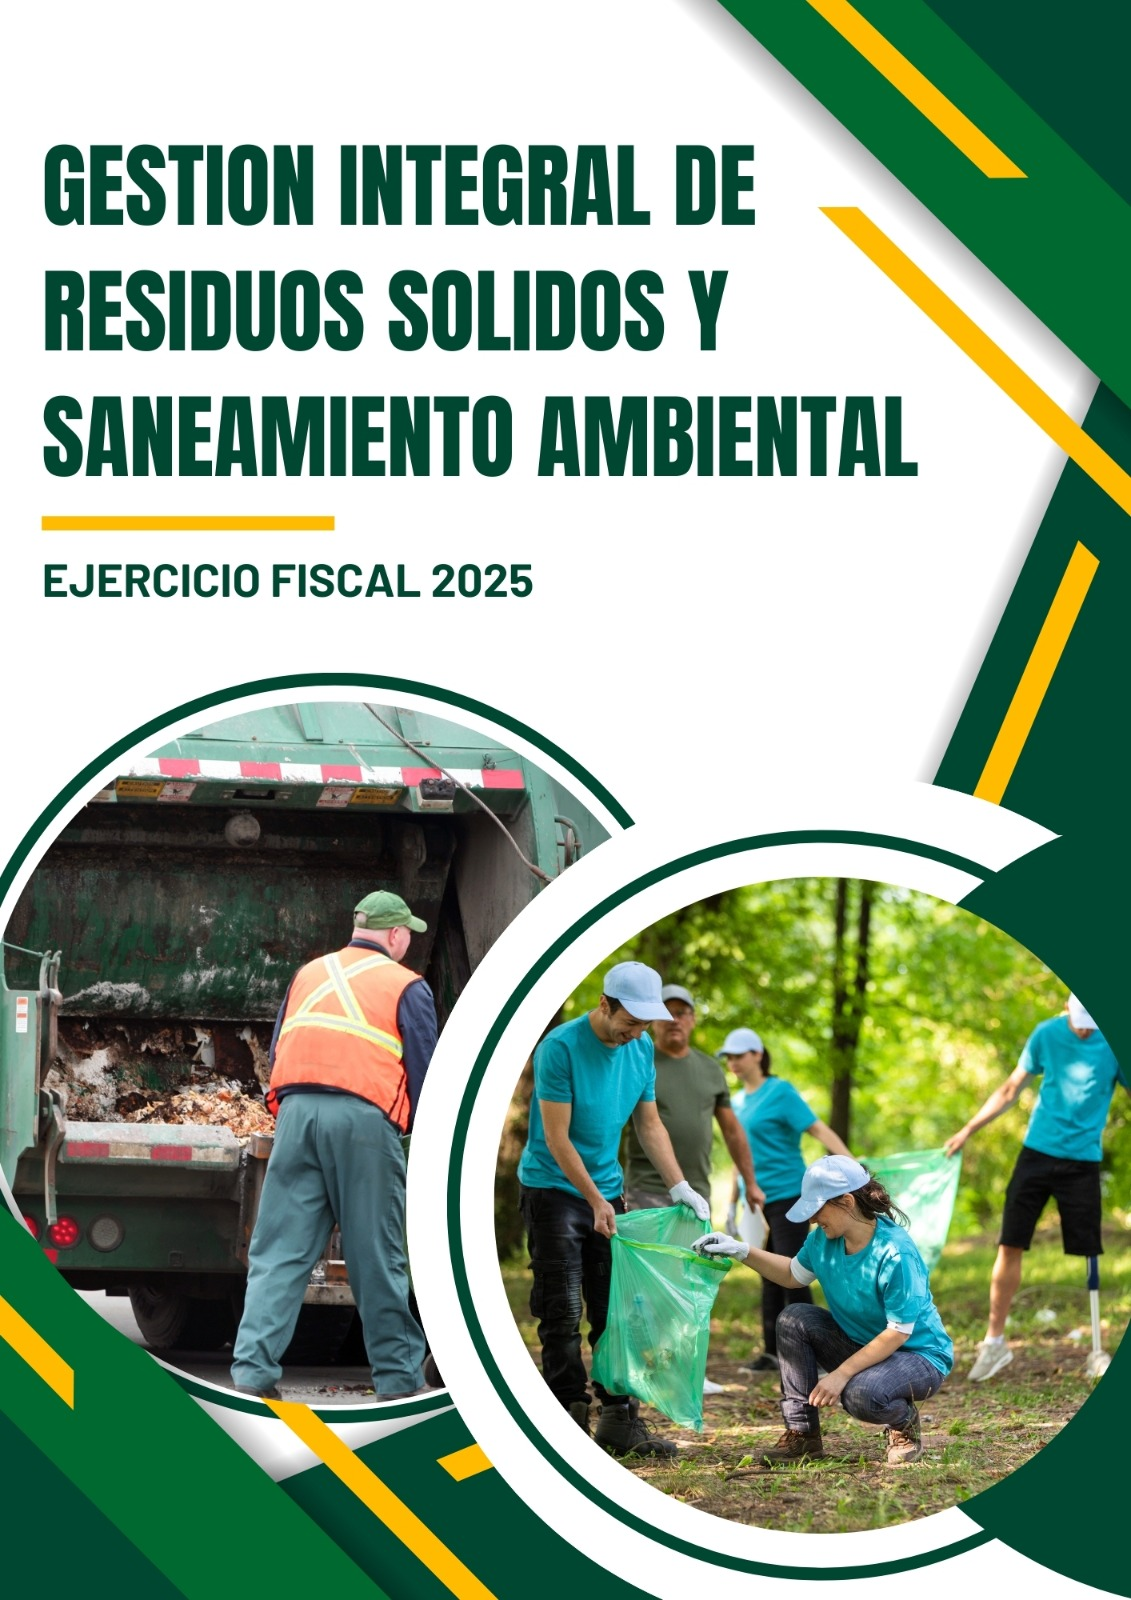 GESTION INTEGRAL DE
RESIDUOS SOLIDOS Y
SANEAMIENTO AMBIENTAL
EJERCICIO FISCAL 2025